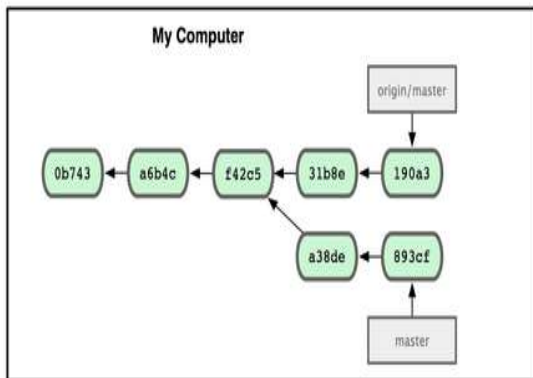 My Computer
origin/master
0b743
a6b4c
f42c5
31b8e
190a3
a38de
893cf
master